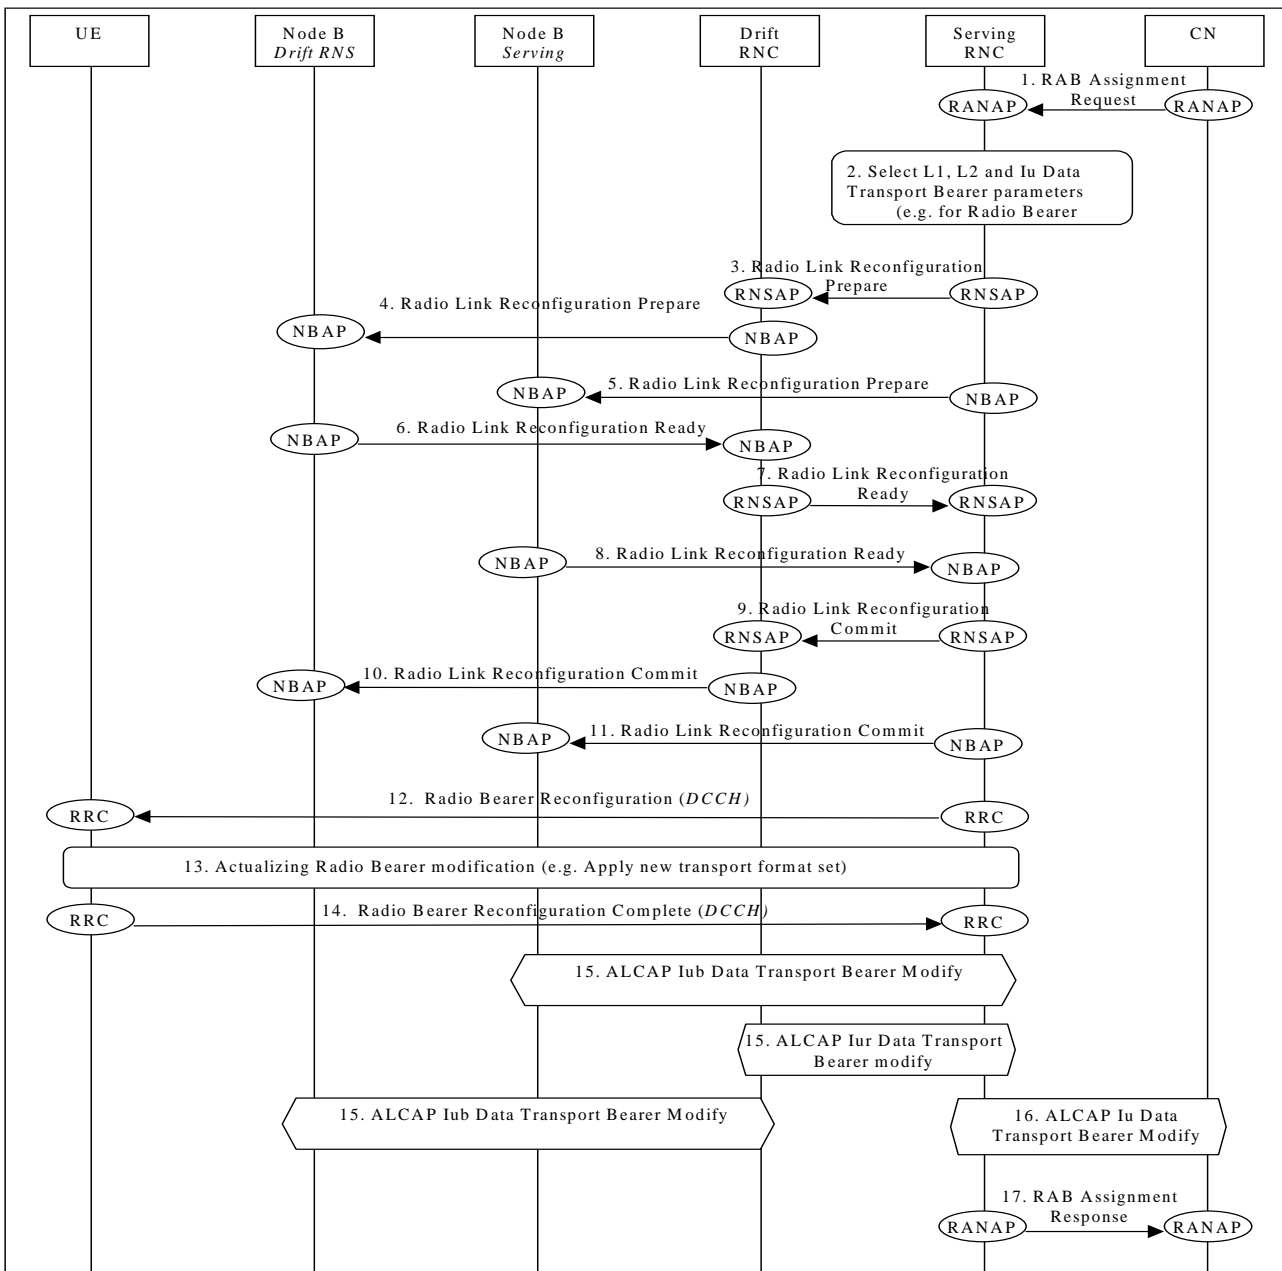 UE
Node B
Drift RNS
Node B
Serving
Drift
RNC
Serving
RNC
CN
1. RAB Assignment
Request
RANAP
RANAP
2. Select L1, L2 and Iu Data
Transport Bearer parameters
(e.g. for Radio Bearer
3. Radio Link Reconfiguration
Prepare
RNSAP
RNSAP
4. Radio Link Reconfiguration Prepare
NBAP
NBAP
5. Radio Link Reconfiguration Prepare
NBAP
NBAP
6. Radio Link Reconfiguration Ready
NBAP
NBAP
7. Radio Link Reconfiguration
Ready
RNSAP
RNSAP
8. Radio Link Reconfiguration Ready
NBAP
NBAP
9. Radio Link Reconfiguration
Commit
RNSAP
RNSAP
10. Radio Link Reconfiguration Commit
NBAP
NBAP
11. Radio Link Reconfiguration Commit
NBAP
NBAP
12. Radio Bearer Reconfiguration (DCCH)
RRC
RRC
13. Actualizing Radio Bearer modification (e.g. Apply new transport format set)
14. Radio Bearer Reconfiguration Complete (DCCH)
RRC
RRC
15. ALCAP Iub Data Transport Bearer Modify
15. ALCAP Iur Data Transport
Bearer modify
15. ALCAP Iub Data Transport Bearer Modify
16. ALCAP Iu Data
Transport Bearer Modify
17. RAB Assignment
Response
RANAP
RANAP